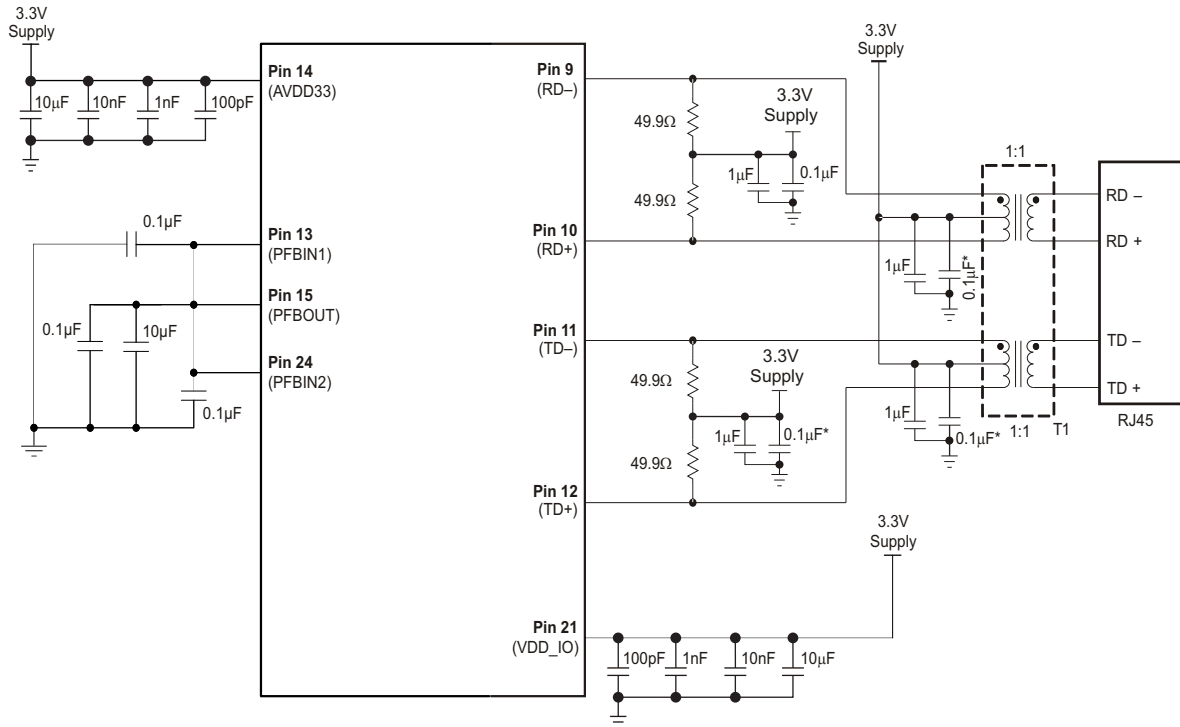 3.3V
Supply
10µF
10nF
1nF
100pF
Pin 14
(AVDD33)
0.1µF
Pin 13
(PFBIN1)
Pin 15
(PFBOUT)
0.1µF
10µF
Pin 24
(PFBIN2)
0.1µF
Pin 9
(RD–)
49.9Ω
3.3V
Supply
1µF
0.1µF
49.9Ω
Pin 10
(RD+)
Pin 11
(TD–)
49.9Ω
3.3V
Supply
1µF
0.1µF*
49.9Ω
Pin 12
(TD+)
3.3V
Supply
1µF
0.1µF*
1µF
0.1µF*
1:1
1:1
T1
RD –
RD +
TD –
TD +
RJ45
3.3V
Supply
Pin 21
(VDD_IO)
100pF
1nF
10nF
10µF